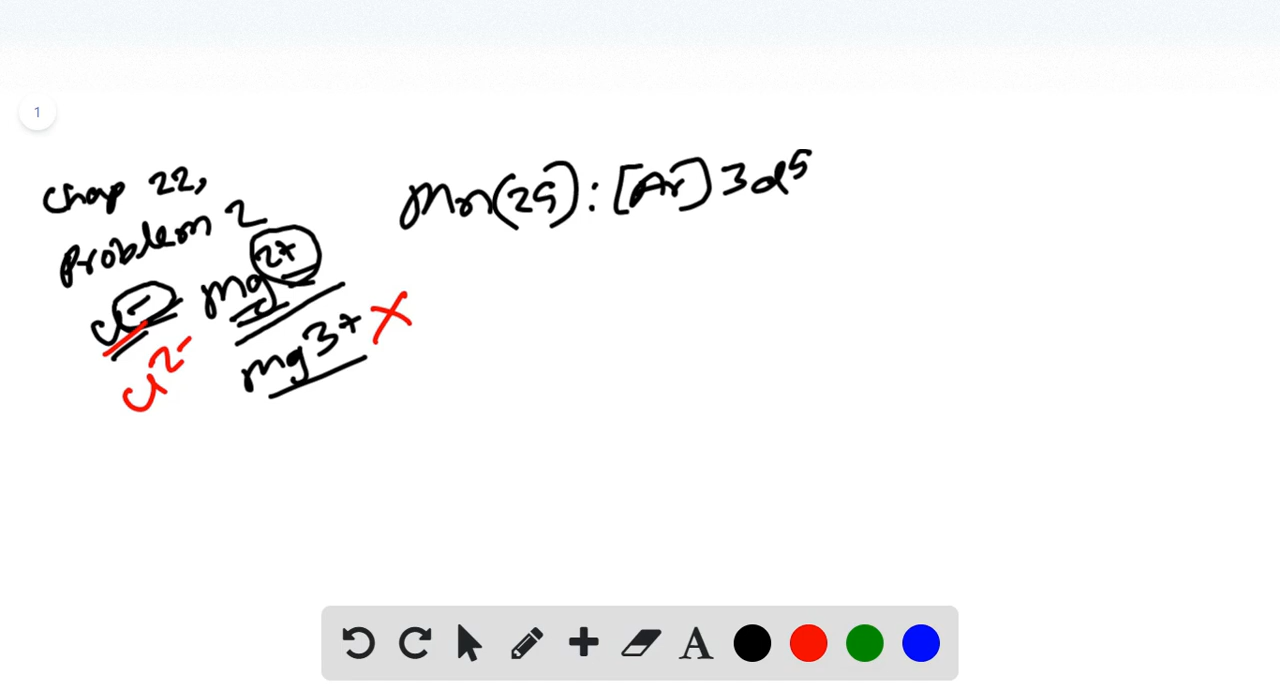 1
Chap 22,
Problem 2
Cl⁻ mg²⁺
Cl²⁻ mg3+ X
Mn(25): [Ar] 3d⁵
A